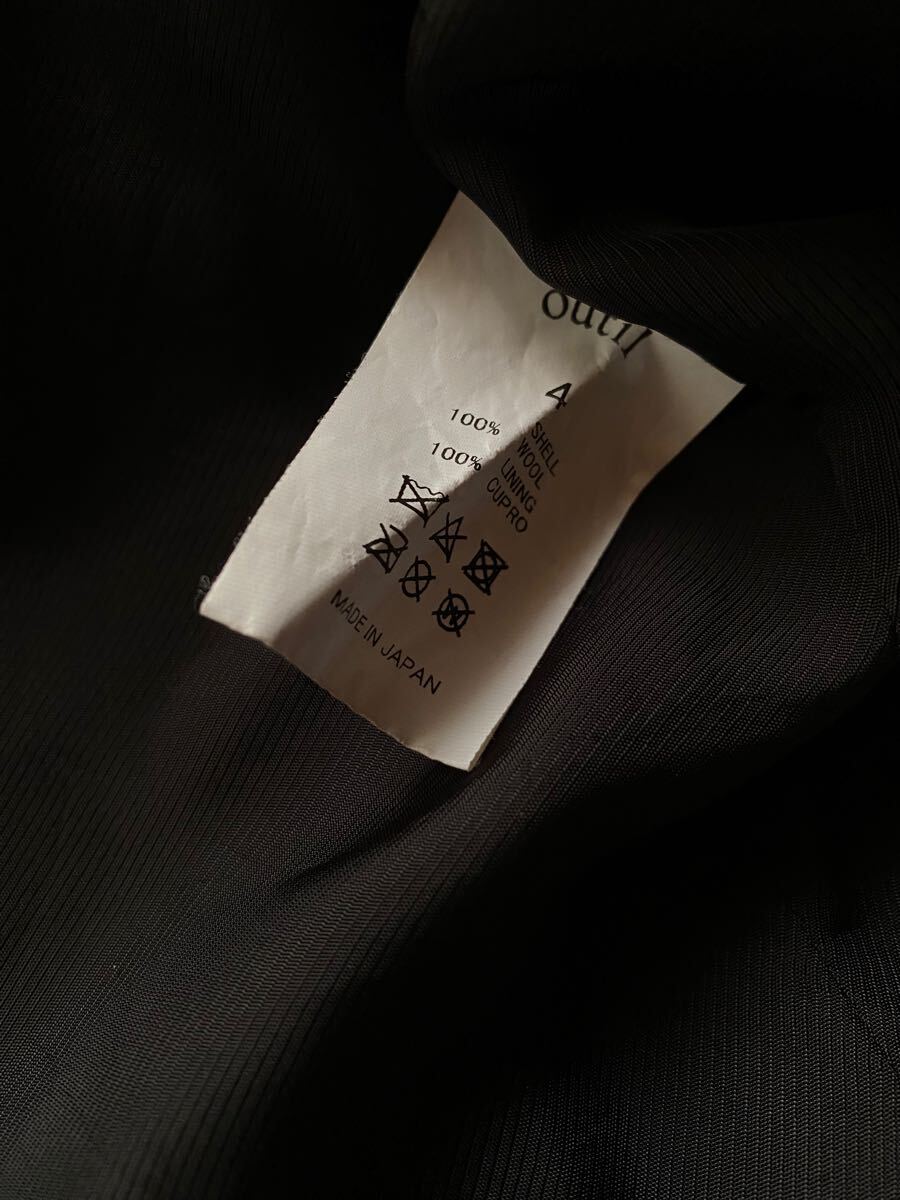 outil
4
SHELL
100% WOOL
LINING
100% CUPRO
MADE IN JAPAN